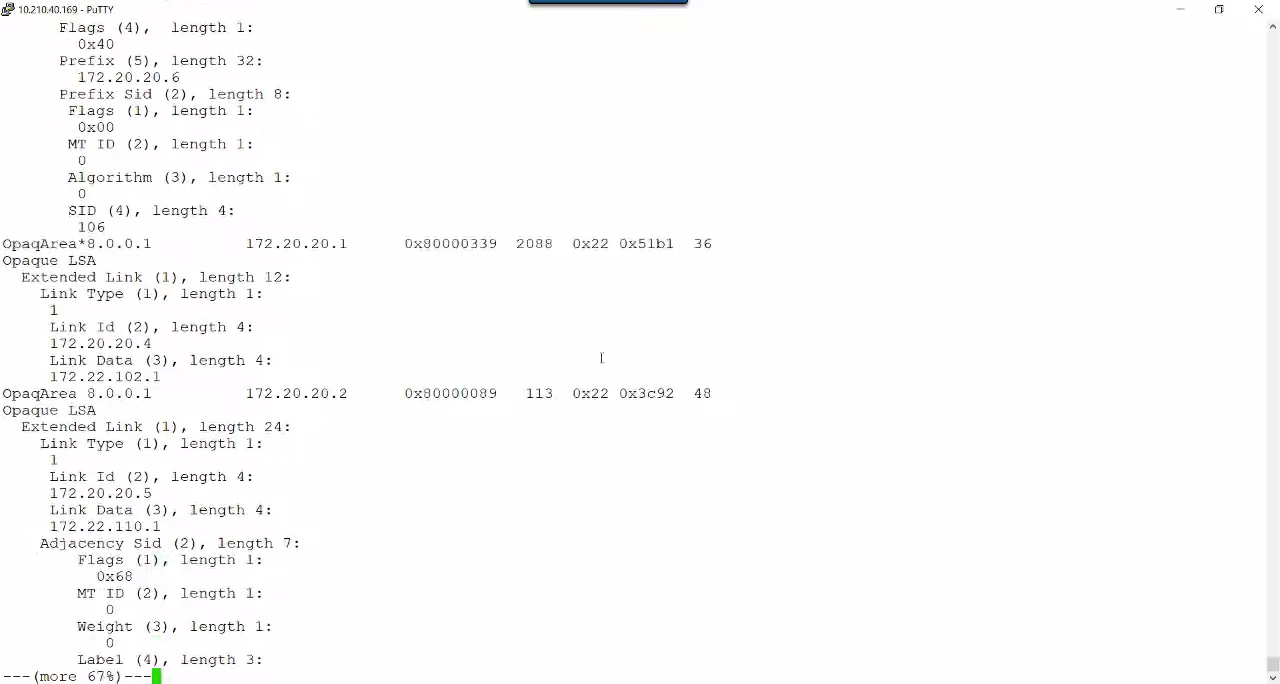 10.210.40.169 - PuTTY
Flags (4), length 1:
0x40
Prefix (5), length 32:
172.20.20.6
Prefix Sid (2), length 8:
Flags (1), length 1:
0x00
MT ID (2), length 1:
0
Algorithm (3), length 1:
0
SID (4), length 4:
106
OpaqArea*8.0.0.1 172.20.20.1 0x80000339 2088 0x22 0x51b1 36
Opaque LSA
Extended Link (1), length 12:
Link Type (1), length 1:
1
Link Id (2), length 4:
172.20.20.4
Link Data (3), length 4:
172.22.102.1
OpaqArea 8.0.0.1 172.20.20.2 0x80000089 113 0x22 0x3c92 48
Opaque LSA
Extended Link (1), length 24:
Link Type (1), length 1:
1
Link Id (2), length 4:
172.20.20.5
Link Data (3), length 4:
172.22.110.1
Adjacency Sid (2), length 7:
Flags (1), length 1:
0x68
MT ID (2), length 1:
0
Weight (3), length 1:
0
Label (4), length 3:
---(more 67%)---